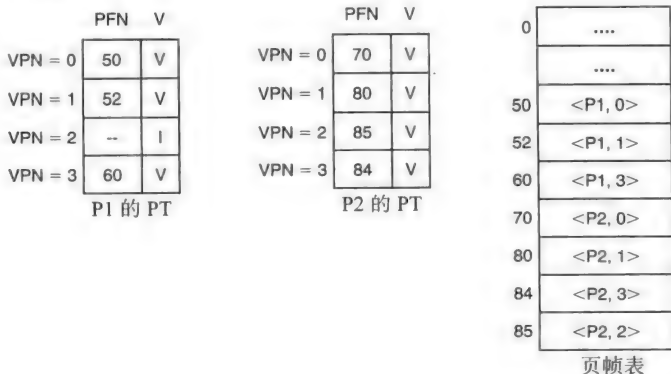 PFN V
VPN = 0 50 V
VPN = 1 52 V
VPN = 2 -- I
VPN = 3 60 V
P1 的 PT
PFN V
VPN = 0 70 V
VPN = 1 80 V
VPN = 2 85 V
VPN = 3 84 V
P2 的 PT
0 ....
....
50 <P1, 0>
52 <P1, 1>
60 <P1, 3>
70 <P2, 0>
80 <P2, 1>
84 <P2, 3>
85 <P2, 2>
页帧表